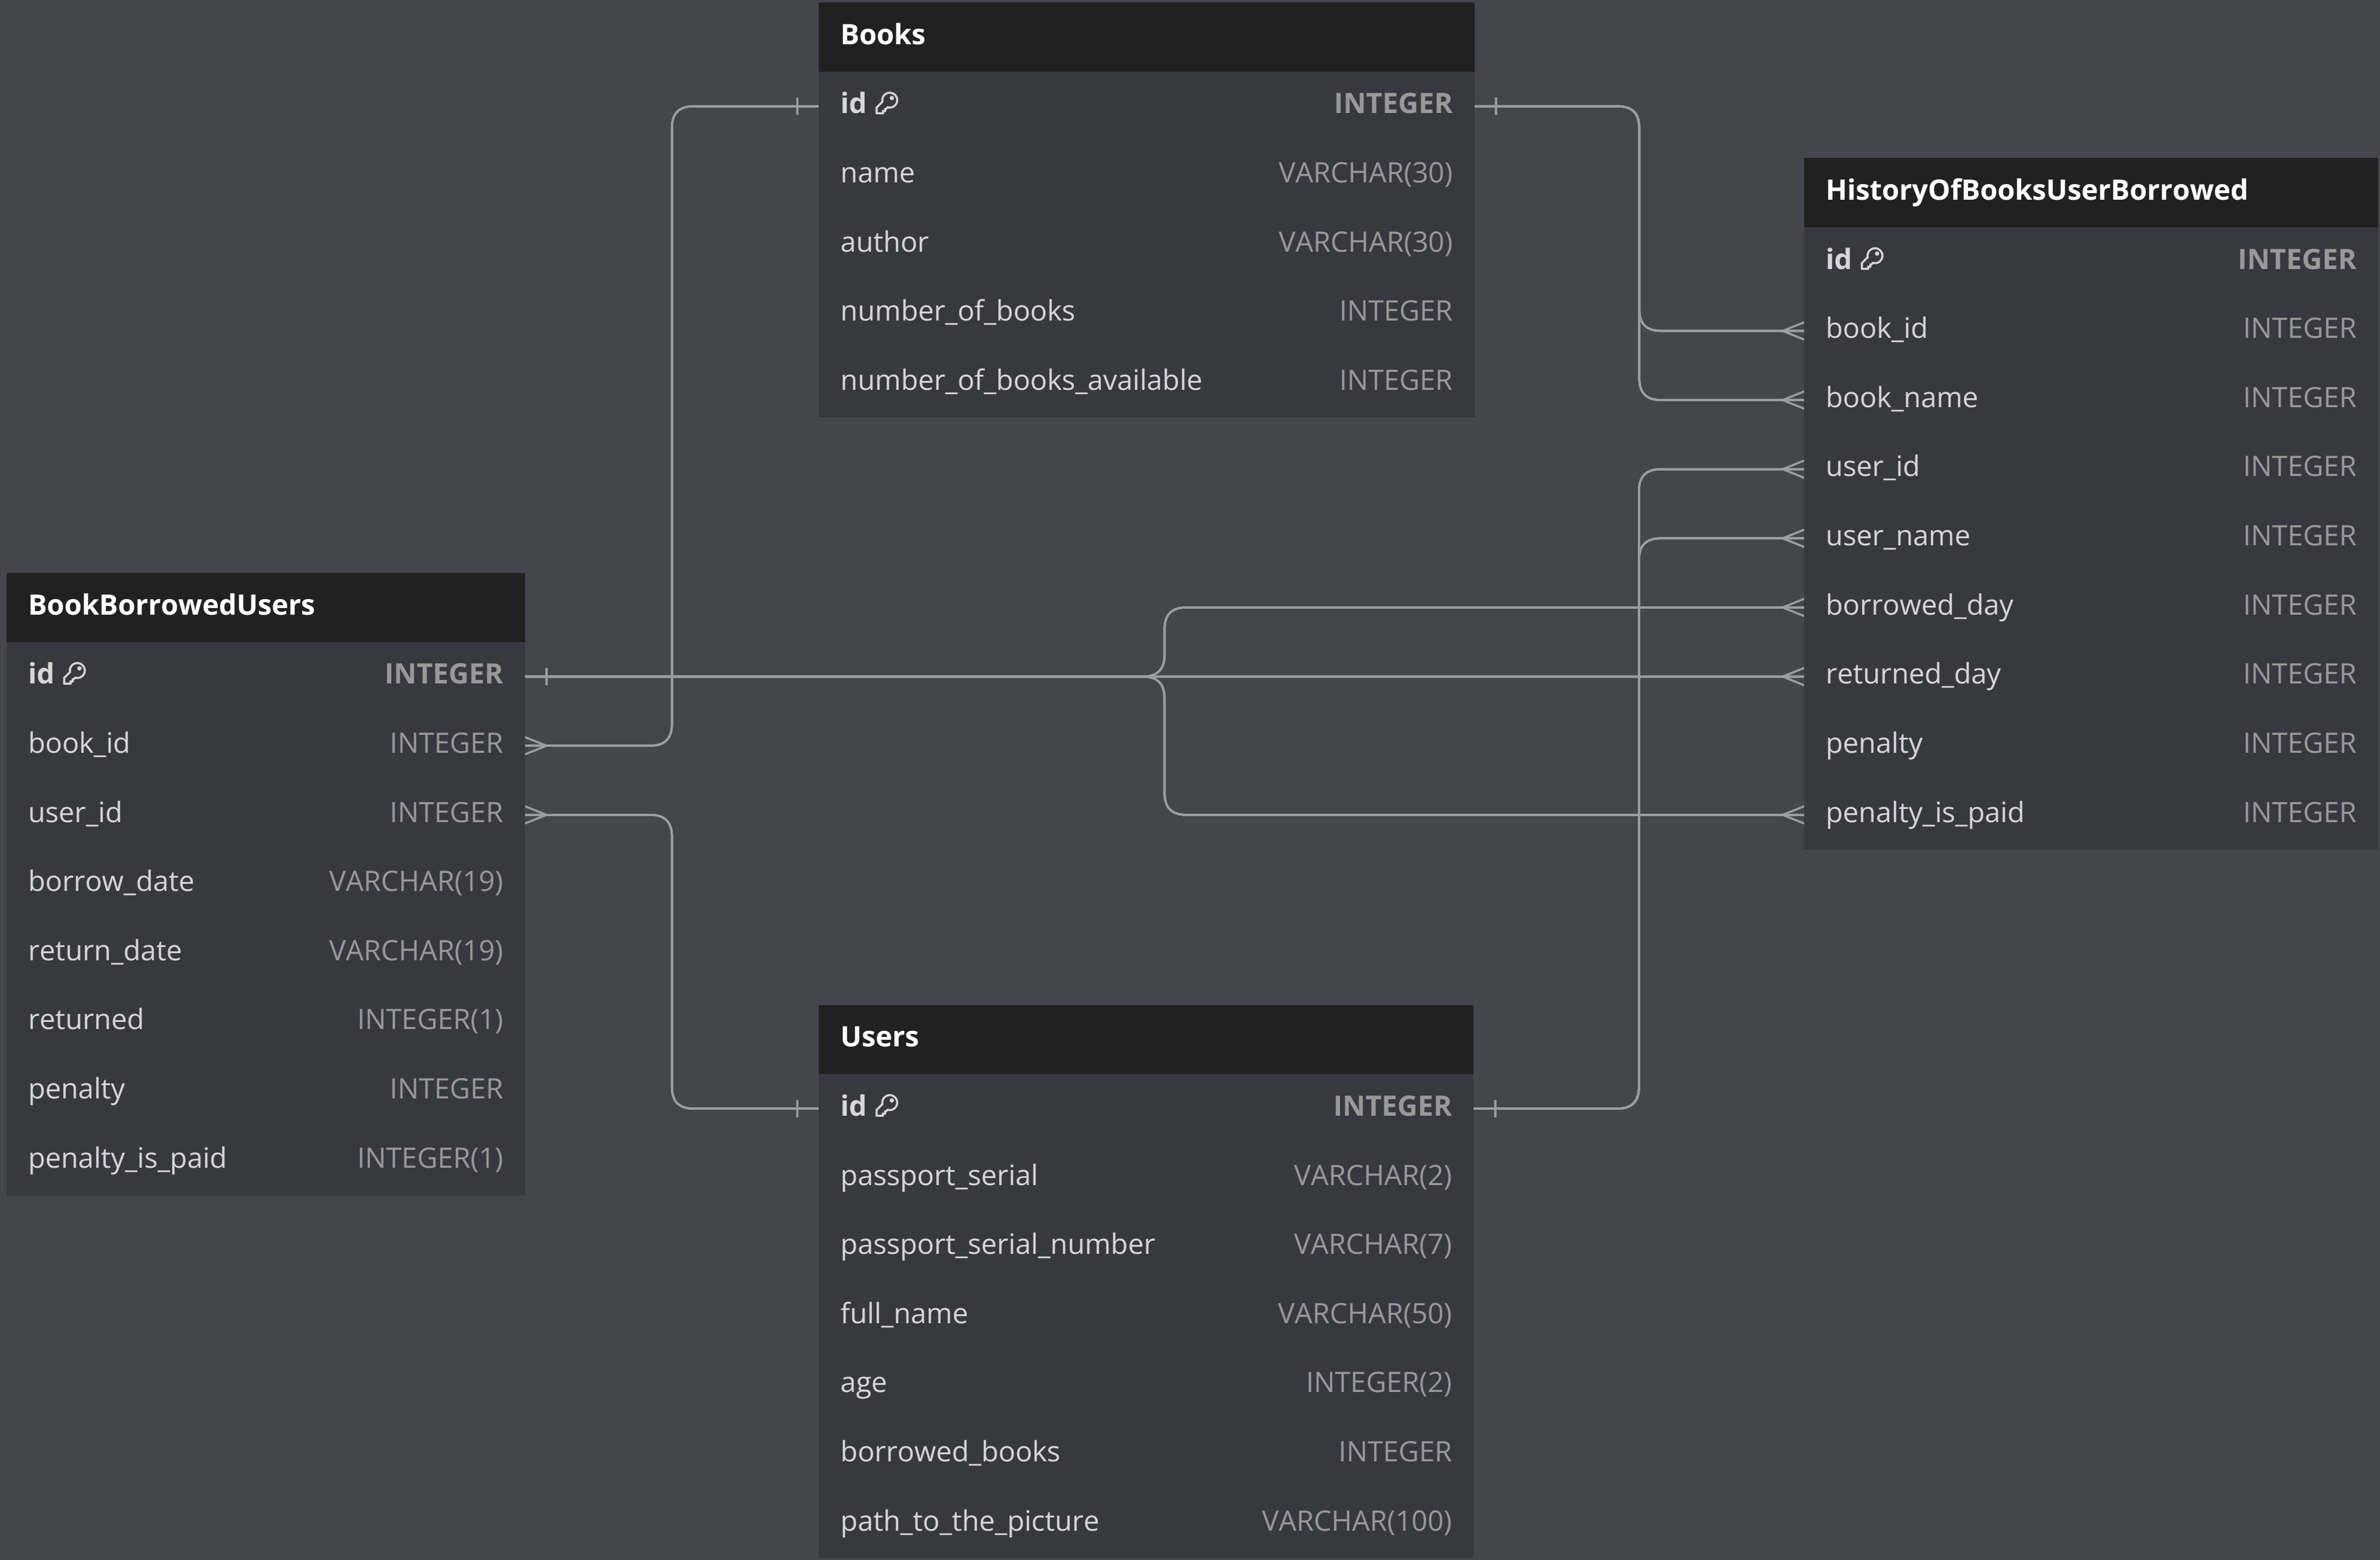 Books
id INTEGER
name VARCHAR(30)
author VARCHAR(30)
number_of_books INTEGER
number_of_books_available INTEGER
HistoryOfBooksUserBorrowed
id INTEGER
book_id INTEGER
book_name INTEGER
user_id INTEGER
user_name INTEGER
borrowed_day INTEGER
returned_day INTEGER
penalty INTEGER
penalty_is_paid INTEGER
BookBorrowedUsers
id INTEGER
book_id INTEGER
user_id INTEGER
borrow_date VARCHAR(19)
return_date VARCHAR(19)
returned INTEGER(1)
penalty INTEGER
penalty_is_paid INTEGER(1)
Users
id INTEGER
passport_serial VARCHAR(2)
passport_serial_number VARCHAR(7)
full_name VARCHAR(50)
age INTEGER(2)
borrowed_books INTEGER
path_to_the_picture VARCHAR(100)